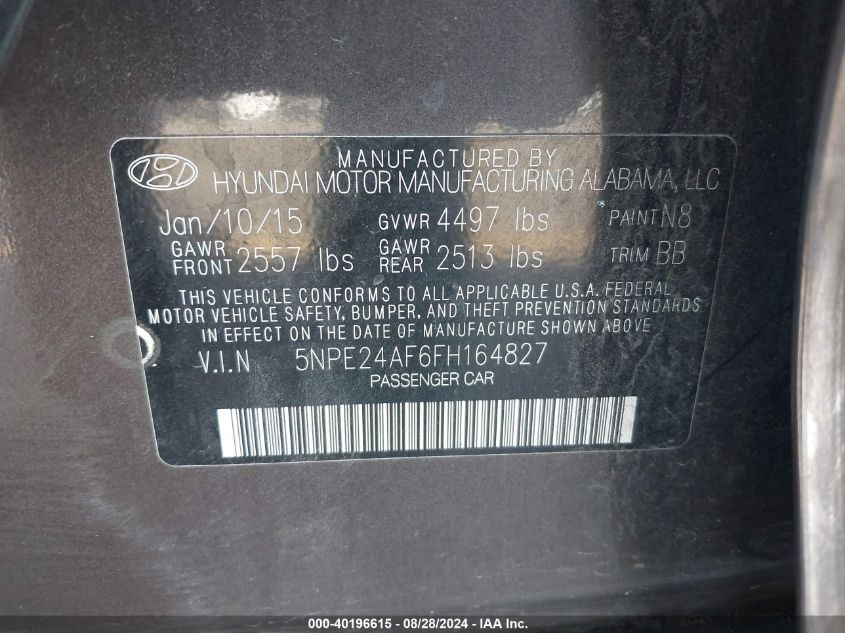 MANUFACTURED BY
HYUNDAI MOTOR MANUFACTURING ALABAMA, LLC
Jan/10/15 GVWR 4497 lbs PAINT N8
GAWR FRONT 2557 lbs GAWR REAR 2513 lbs TRIM BB
THIS VEHICLE CONFORMS TO ALL APPLICABLE U.S.A. FEDERAL
MOTOR VEHICLE SAFETY, BUMPER, AND THEFT PREVENTION STANDARDS
IN EFFECT ON THE DATE OF MANUFACTURE SHOWN ABOVE.
V.I.N 5NPE24AF6FH164827
PASSENGER CAR
000-40196615 - 08/28/2024 - IAA Inc.